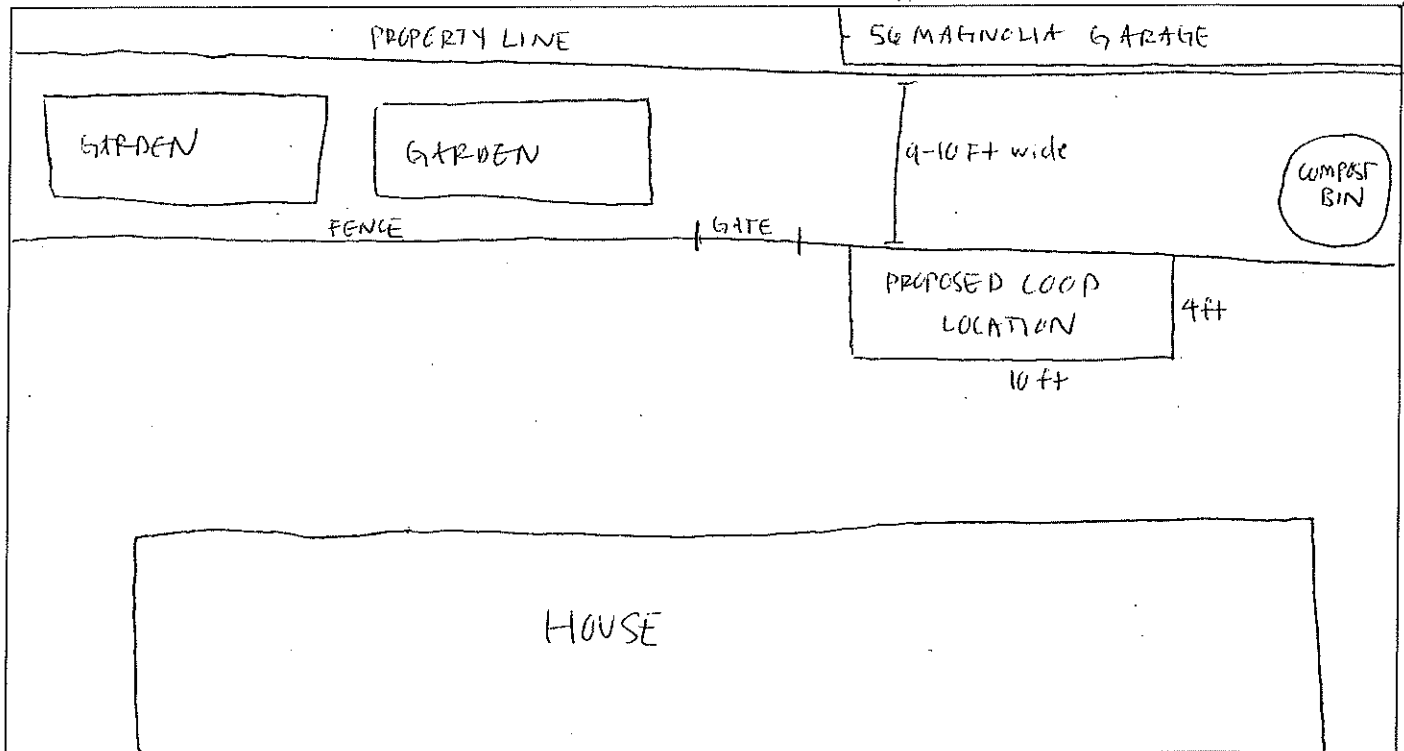 PROPERTY LINE
56 MAGNOLIA GARAGE
GARDEN
GARDEN
9-10 Ft wide
COMPOST
BIN
FENCE
GATE
PROPOSED COOP
LOCATION
4ft
10 ft
HOUSE